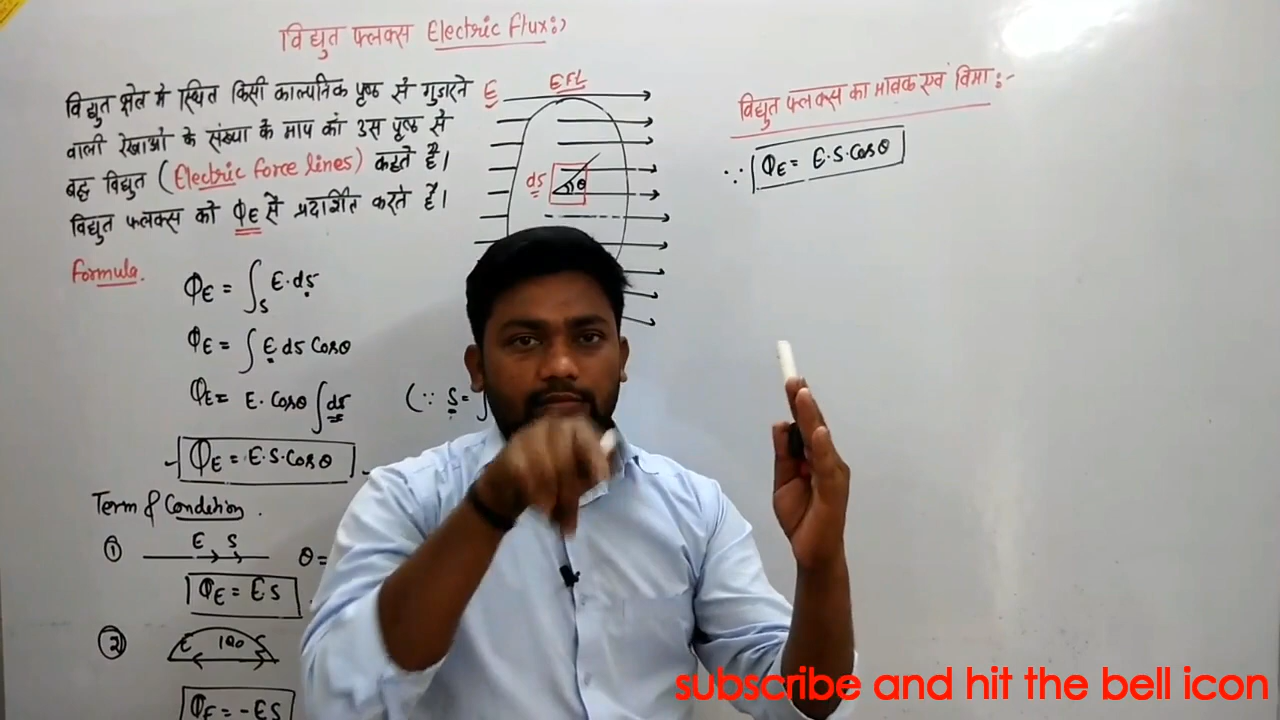 विद्युत फ्लक्स Electric flux:→
विद्युत क्षेत्र मे स्थित किसी काल्पनिक पृष्ठ से गुजारने
वाली रेखाओं के संख्या के माप को उस पृष्ठ से
बद्ध विद्युत (Electric force lines) कहते है।
विद्युत फ्लक्स को ΦE से प्रदर्शित करते हैं।
E EFL
ds θ
Formula.
ΦE = ∫S E·ds
ΦE = ∫ E ds Cosθ
ΦE = E. Cosθ ∫ds (∵ S = ∫
ΦE = E.S.Cosθ
Term & Condition.
① E S θ =
ΦE = ES
② E 180 S
ΦE = -ES
विद्युत फ्लक्स का मात्रक एवं विमा :-
∵ ΦE = E.S.Cosθ
subscribe and hit the bell icon